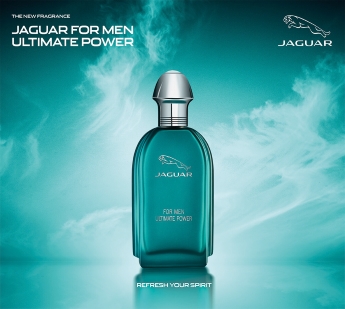 THE NEW FRAGRANCE
JAGUAR FOR MEN
ULTIMATE POWER
JAGUAR
JAGUAR
FOR MEN
ULTIMATE POWER
REFRESH YOUR SPIRIT